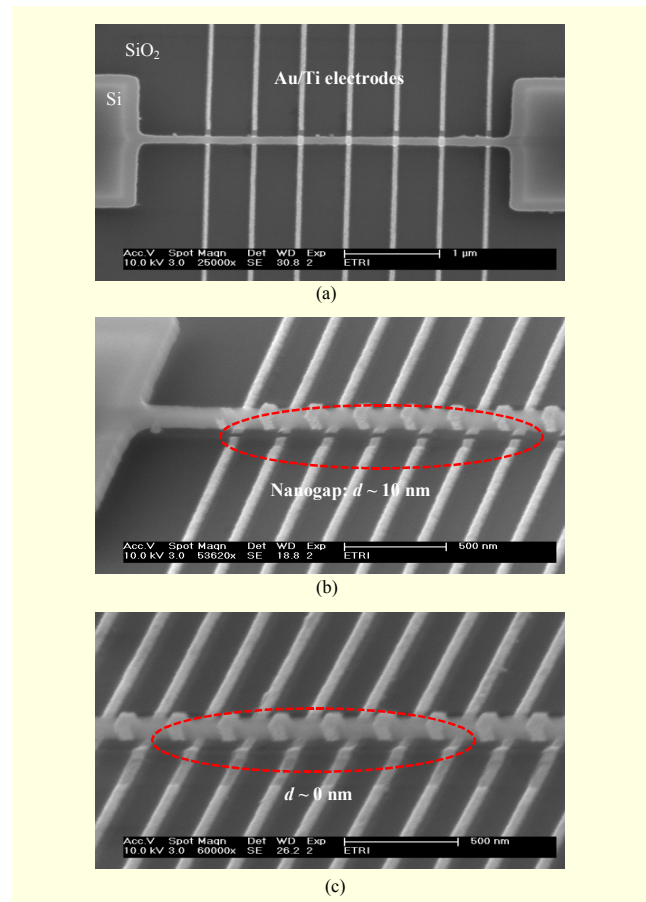 SiO2
Au/Ti electrodes
Si
Acc.V Spot Magn Det WD Exp 1 μm
10.0 kV 3.0 25000x SE 30.8 2 ETRI
(a)
Nanogap: d ~ 10 nm
Acc.V Spot Magn Det WD Exp 500 nm
10.0 kV 3.0 53620x SE 18.8 2 ETRI
(b)
d ~ 0 nm
Acc.V Spot Magn Det WD Exp 500 nm
10.0 kV 3.0 60000x SE 26.2 2 ETRI
(c)